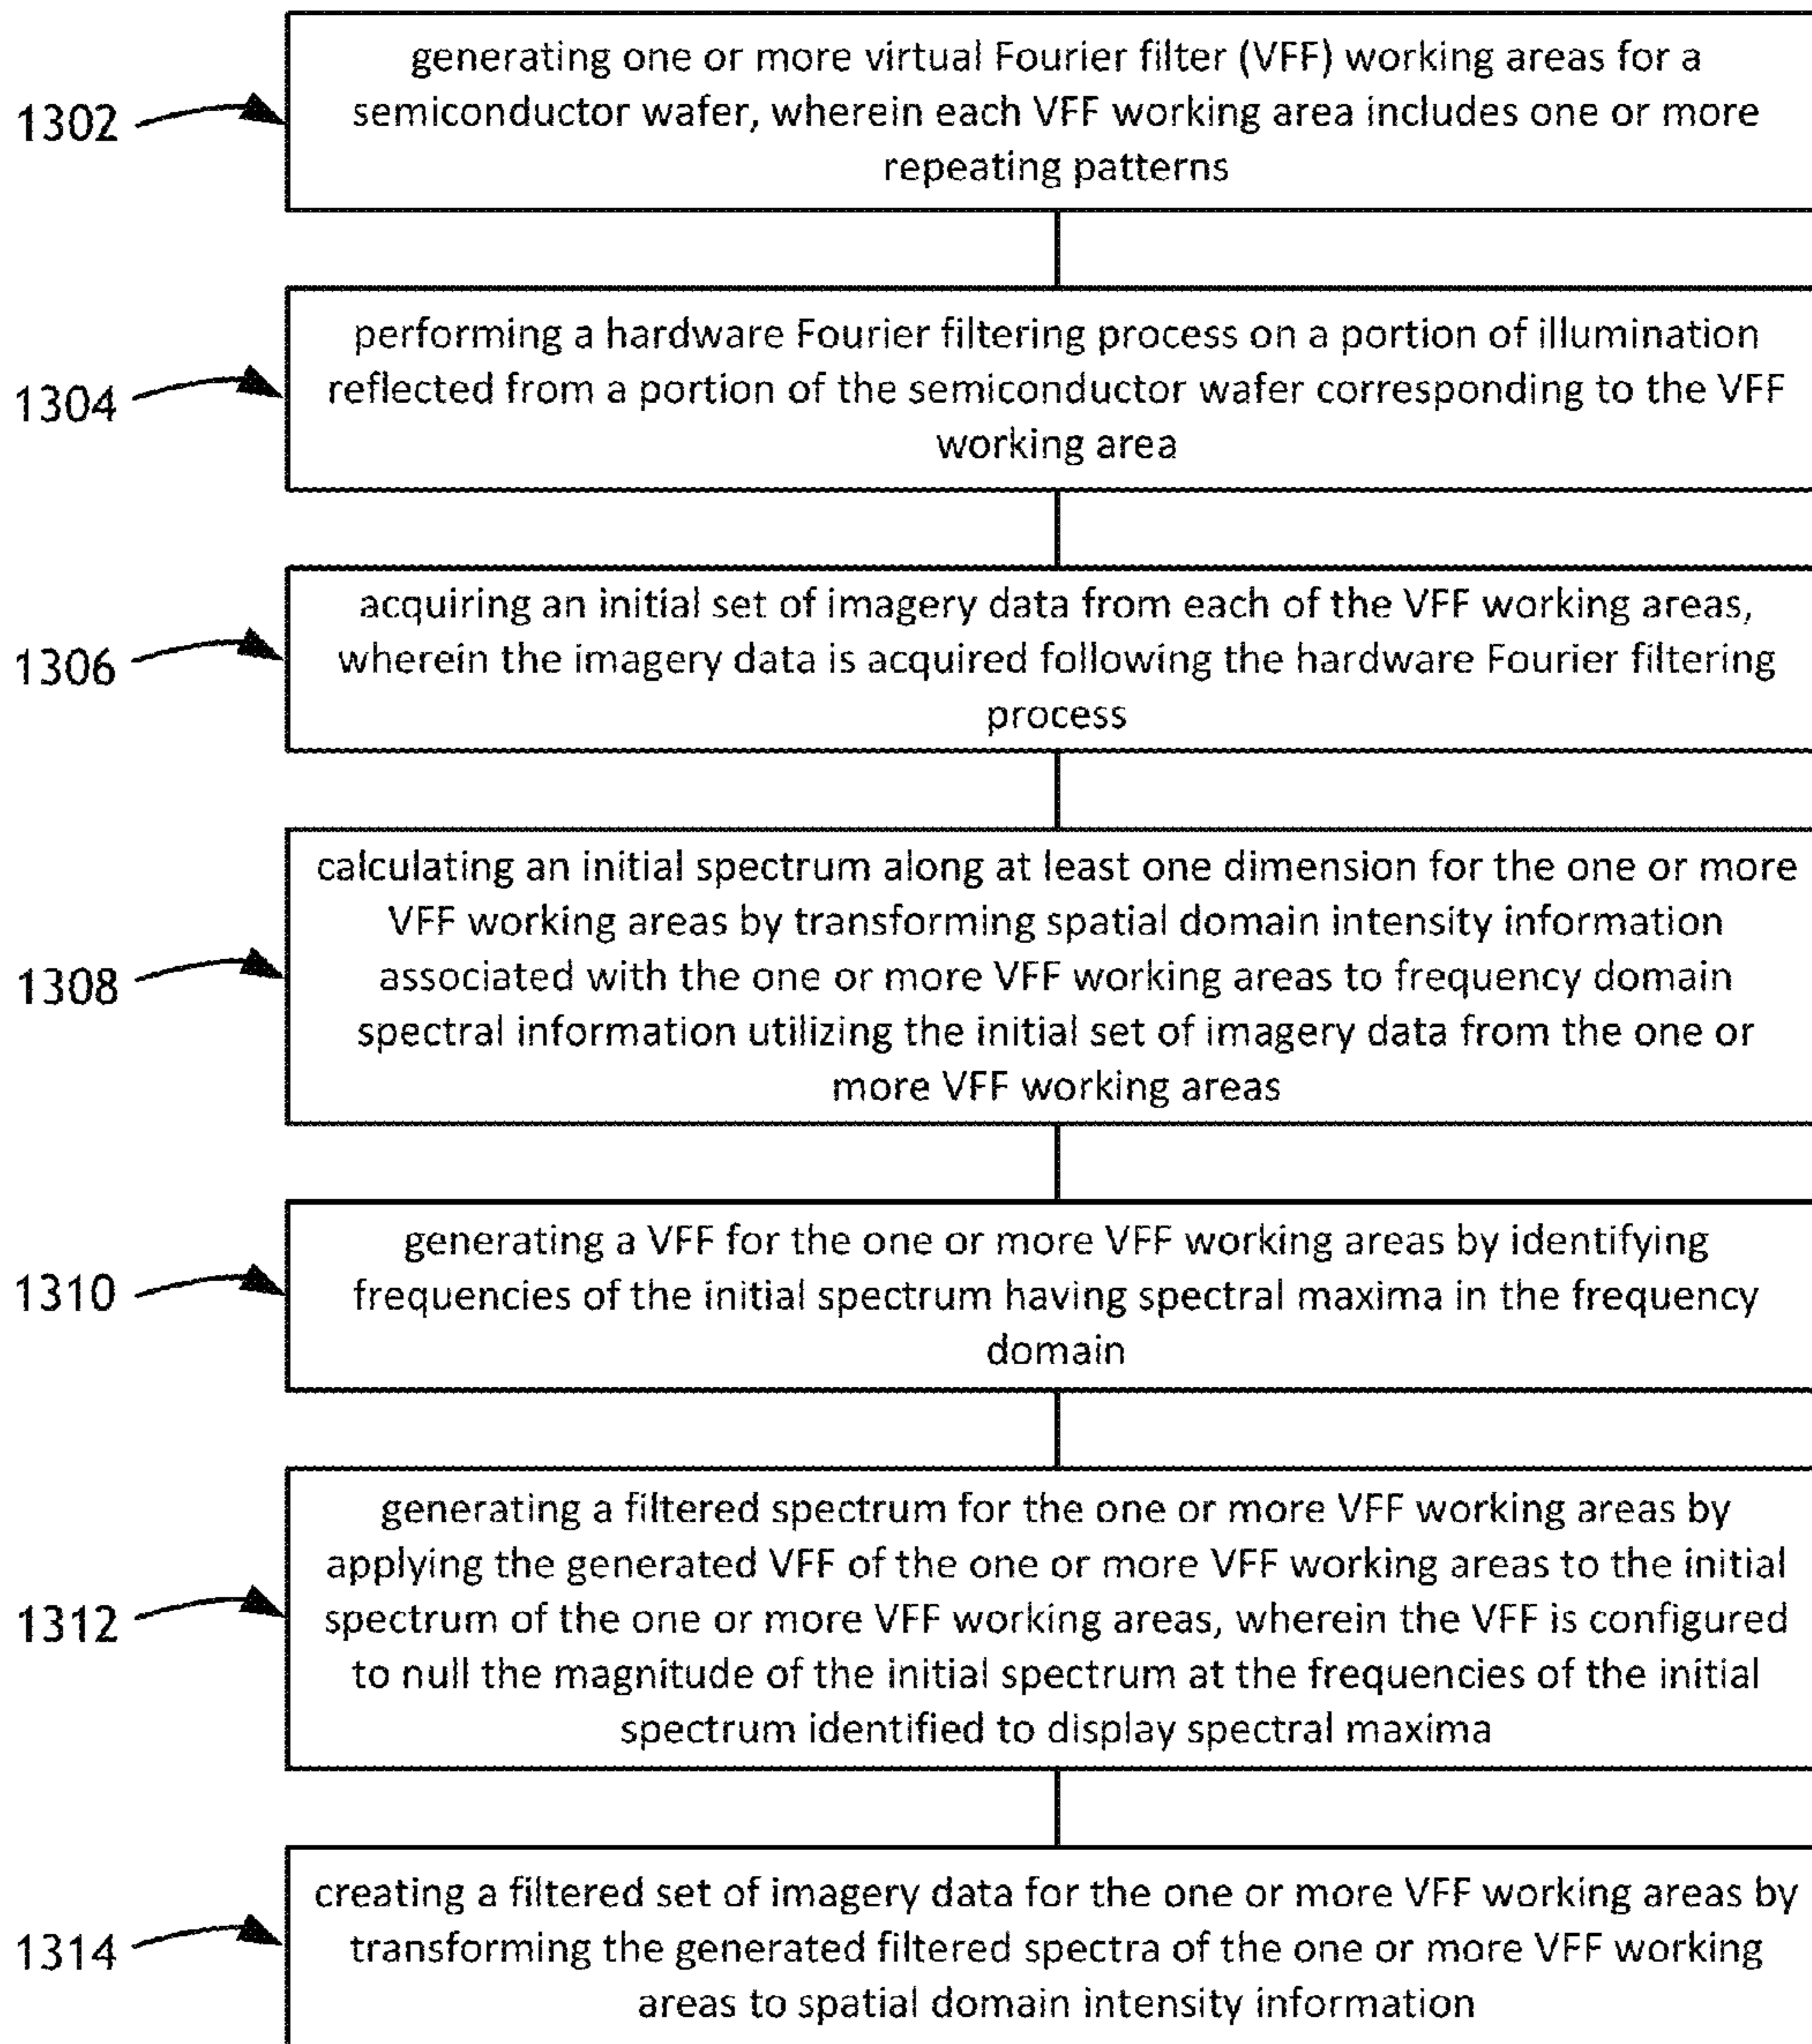 1302
generating one or more virtual Fourier filter (VFF) working areas for a
semiconductor wafer, wherein each VFF working area includes one or more
repeating patterns
1304
performing a hardware Fourier filtering process on a portion of illumination
reflected from a portion of the semiconductor wafer corresponding to the VFF
working area
1306
acquiring an initial set of imagery data from each of the VFF working areas,
wherein the imagery data is acquired following the hardware Fourier filtering
process
1308
calculating an initial spectrum along at least one dimension for the one or more
VFF working areas by transforming spatial domain intensity information
associated with the one or more VFF working areas to frequency domain
spectral information utilizing the initial set of imagery data from the one or
more VFF working areas
1310
generating a VFF for the one or more VFF working areas by identifying
frequencies of the initial spectrum having spectral maxima in the frequency
domain
1312
generating a filtered spectrum for the one or more VFF working areas by
applying the generated VFF of the one or more VFF working areas to the initial
spectrum of the one or more VFF working areas, wherein the VFF is configured
to null the magnitude of the initial spectrum at the frequencies of the initial
spectrum identified to display spectral maxima
1314
creating a filtered set of imagery data for the one or more VFF working areas by
transforming the generated filtered spectra of the one or more VFF working
areas to spatial domain intensity information